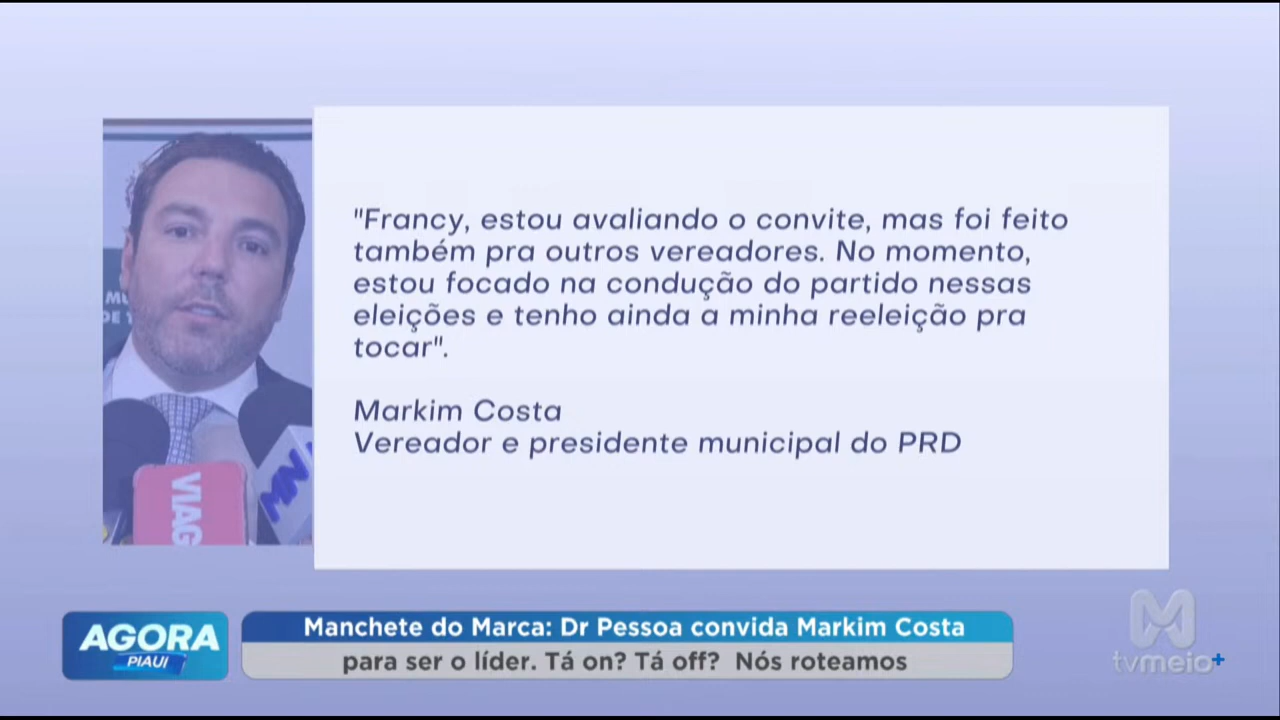 "Francy, estou avaliando o convite, mas foi feito
também pra outros vereadores. No momento,
estou focado na condução do partido nessas
eleições e tenho ainda a minha reeleição pra
tocar".
Markim Costa
Vereador e presidente municipal do PRD
VIAG
MN
AGORA
PIAUÍ
Manchete do Marca: Dr Pessoa convida Markim Costa
para ser o líder. Tá on? Tá off? Nós roteamos
tvmeio+